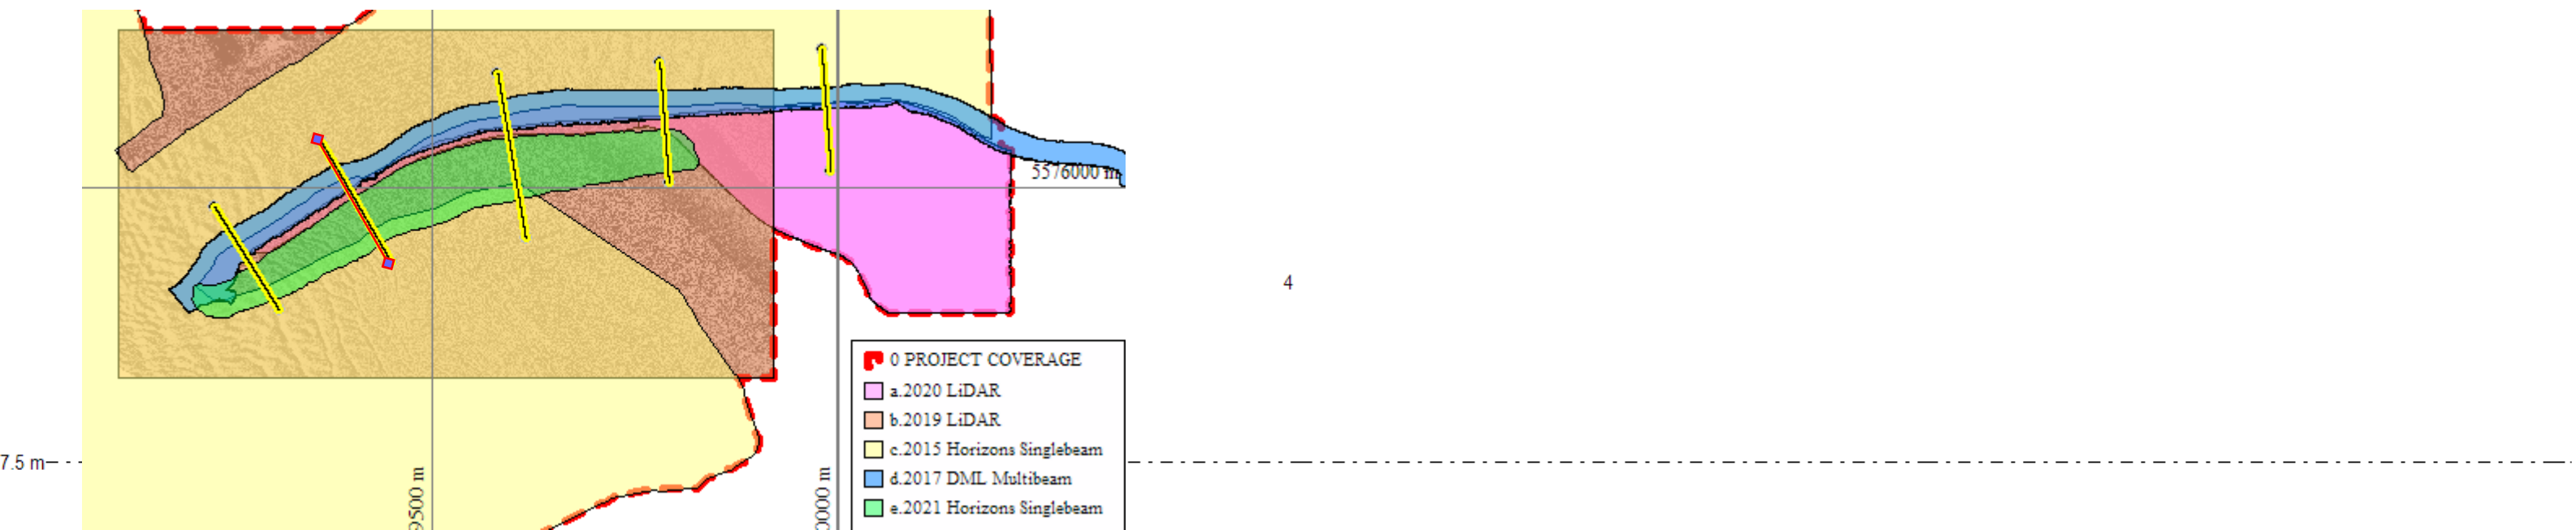 5576000 m
4
0 PROJECT COVERAGE
a.2020 LiDAR
b.2019 LiDAR
c.2015 Horizons Singlebeam
7.5 m
d.2017 DML Multibeam
e.2021 Horizons Singlebeam
9500 m
0000 m